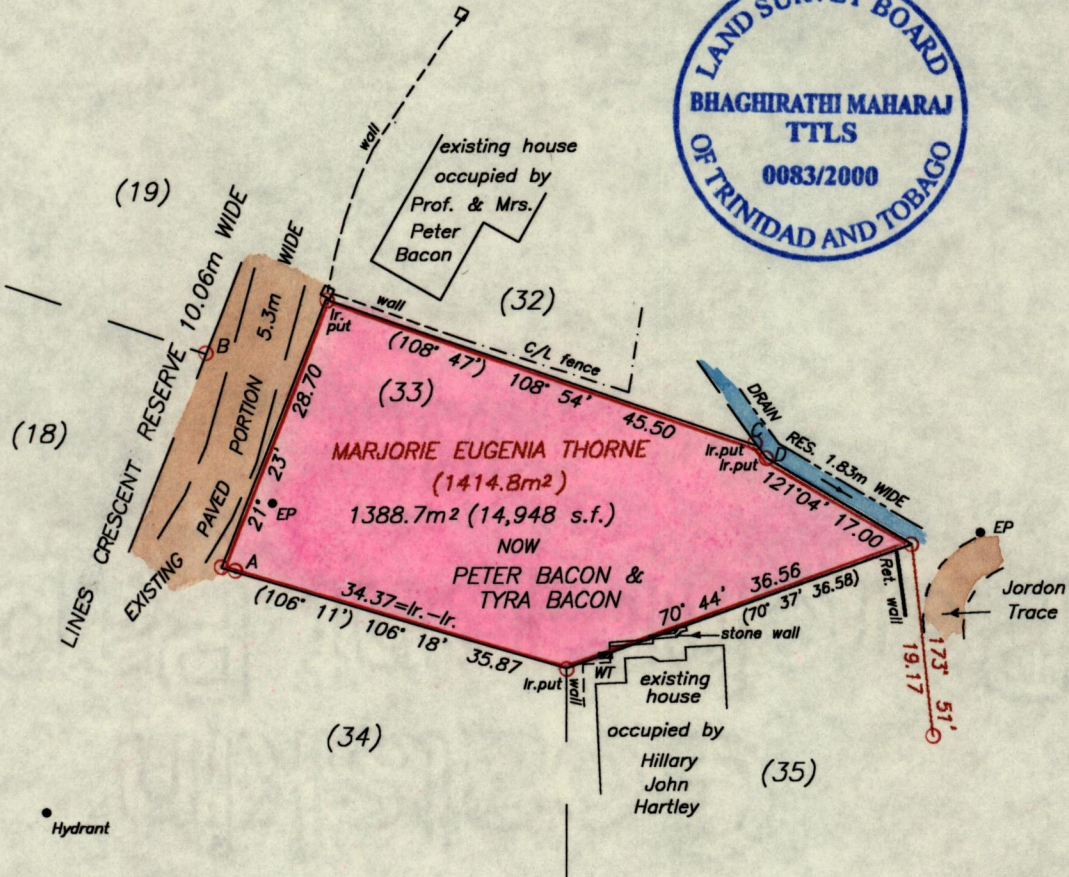 LAND SURVEY BOARD
BHAGHIRATHI MAHARAJ
TTLS
0083/2000
OF TRINIDAD AND TOBAGO
wall
existing house
occupied by
Prof. & Mrs.
Peter
Bacon
(19)
(32)
LINES CRESCENT RESERVE 10.06m WIDE
EXISTING PAVED PORTION 5.3m WIDE
B
(18)
Ir.
put
wall
C/L fence
(108° 47')
108° 54' 45.50
(33)
21° 23' 28.70
MARJORIE EUGENIA THORNE
(1414.8m²)
1388.7m² (14,948 s.f.)
NOW
PETER BACON &
TYRA BACON
EP
A
DRAIN RES. 1.83m WIDE
C
D
Ir.put
Ir.put
121°04' 17.00
EP
Jordon
Trace
Ret. wall
173° 51'
19.17
34.37=Ir.-Ir.
(106° 11') 106° 18' 35.87
70° 44' 36.56
(70° 37' 36.58)
stone wall
Ir.put
wall
WT
existing
house
occupied by
Hillary
John
Hartley
(34)
(35)
Hydrant